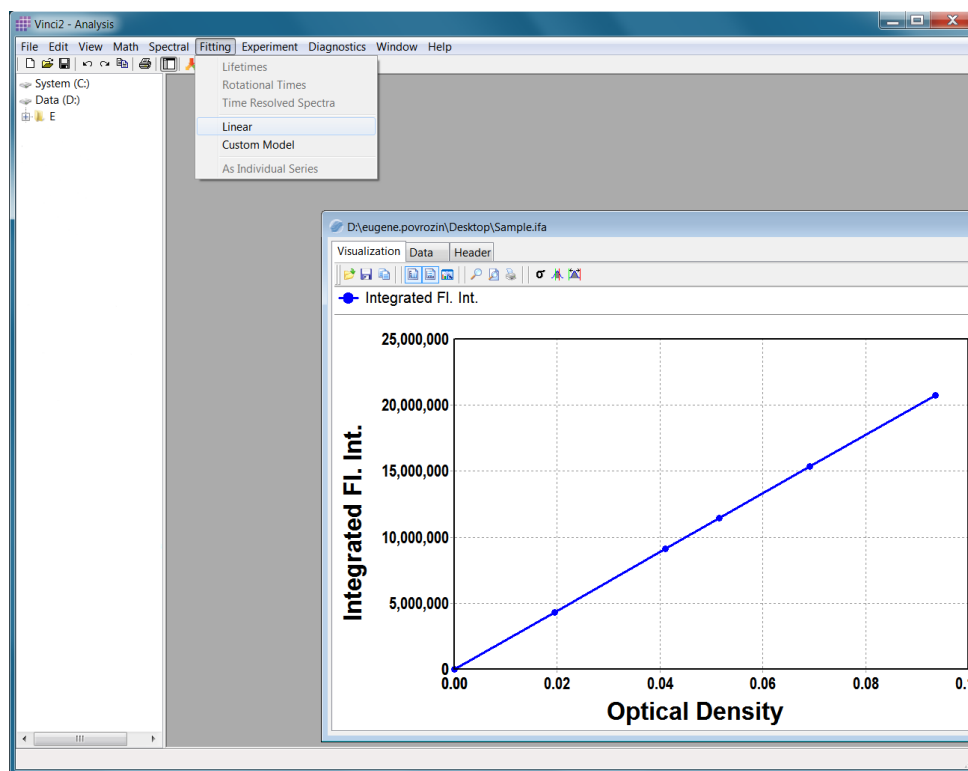 Vinci2 - Analysis
File Edit View Math Spectral Fitting Experiment Diagnostics Window Help
System (C:)
Data (D:)
E
Lifetimes
Rotational Times
Time Resolved Spectra
Linear
Custom Model
As Individual Series
D:\eugene.povrozin\Desktop\Sample.ifa
Visualization Data Header
σ
Integrated Fl. Int.
25,000,000
20,000,000
15,000,000
10,000,000
5,000,000
0
Integrated Fl. Int.
0.00 0.02 0.04 0.06 0.08
Optical Density